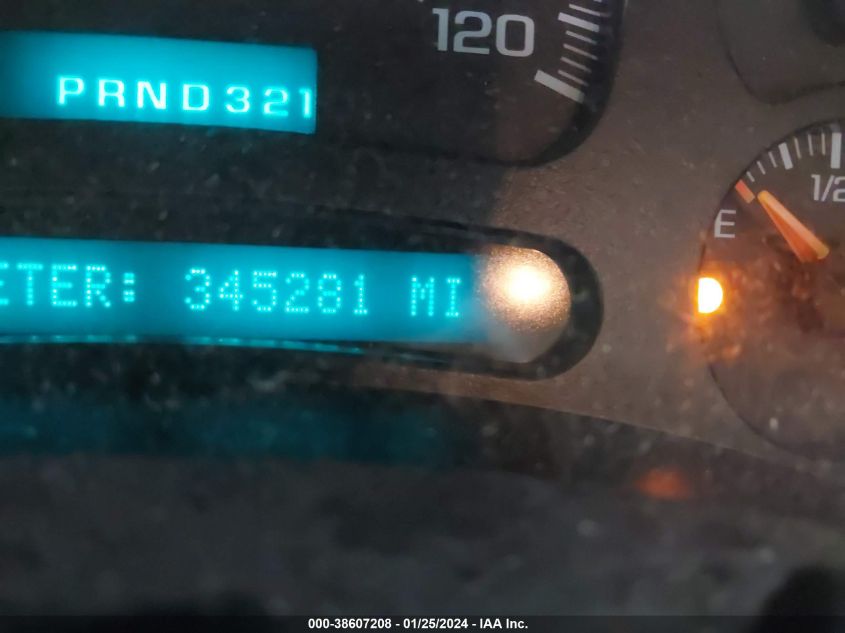 120
PRND321
1/2
E
ETER: 345281 MI
000-38607208 - 01/25/2024 - IAA Inc.